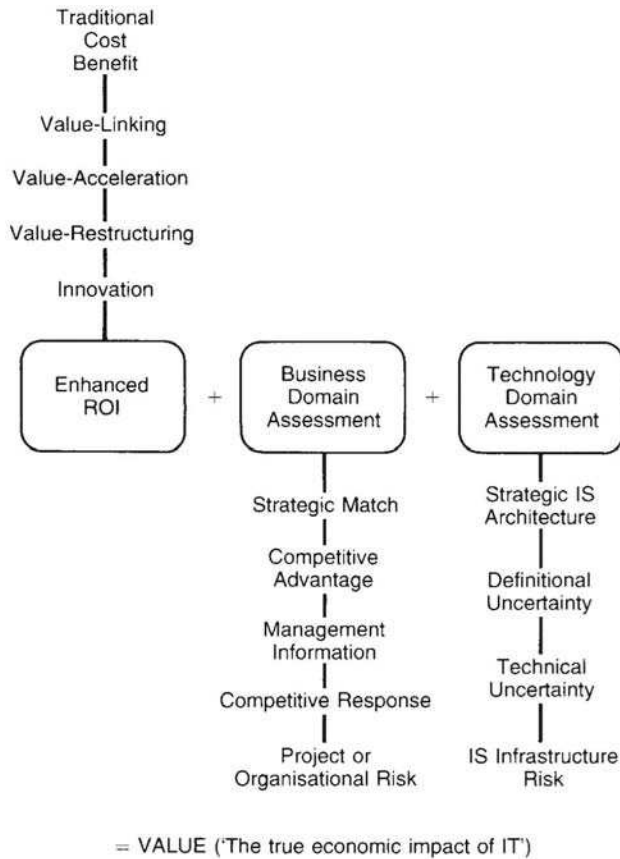 Traditional
Cost
Benefit
Value-Linking
Value-Acceleration
Value-Restructuring
Innovation
Enhanced
ROI
+
Business
Domain
Assessment
+
Technology
Domain
Assessment
Strategic Match
Competitive
Advantage
Management
Information
Competitive Response
Project or
Organisational Risk
Strategic IS
Architecture
Definitional
Uncertainty
Technical
Uncertainty
IS Infrastructure
Risk
= VALUE ('The true economic impact of IT')